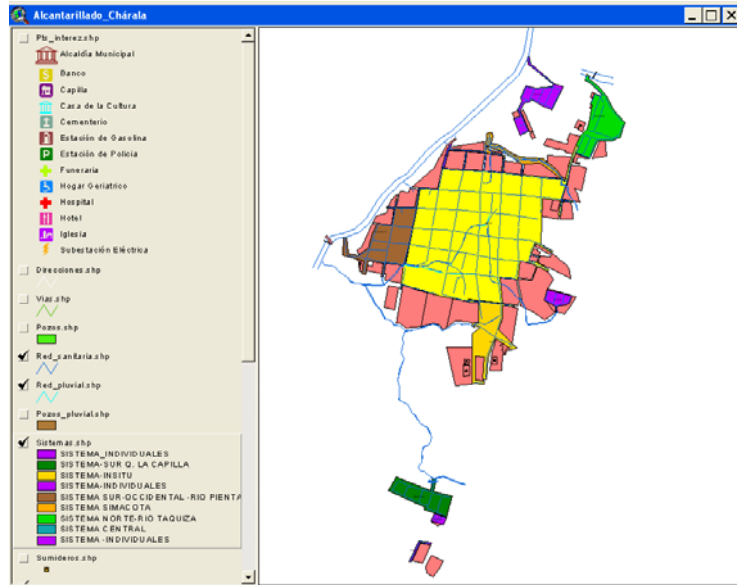 Alcantarillado_Chárala
Pts_interez.shp
Alcaldía Municipal
Banco
Capilla
Casa de la Cultura
Cementerio
Estación de Gasolina
Estación de Policia
Funeraria
Hogar Geriatrico
Hospital
Hotel
Iglesia
Subestación Eléctrica
Direcciones.shp
Vias.shp
Pozos.shp
Red_sanitaria.shp
Red_pluvial.shp
Pozos_pluvial.shp
Sistemas.shp
SISTEMA_INDIVIDUALES
SISTEMA-SUR Q. LA CAPILLA
SISTEMA-INSITU
SISTEMA-INDIVIDUALES
SISTEMA SUR-OCCIDENTAL -RIO PIENTA
SISTEMA SIMACOTA
SISTEMA NORTE-RIO TAQUIZA
SISTEMA CENTRAL
SISTEMA -INDIVIDUALES
Sumideros.shp